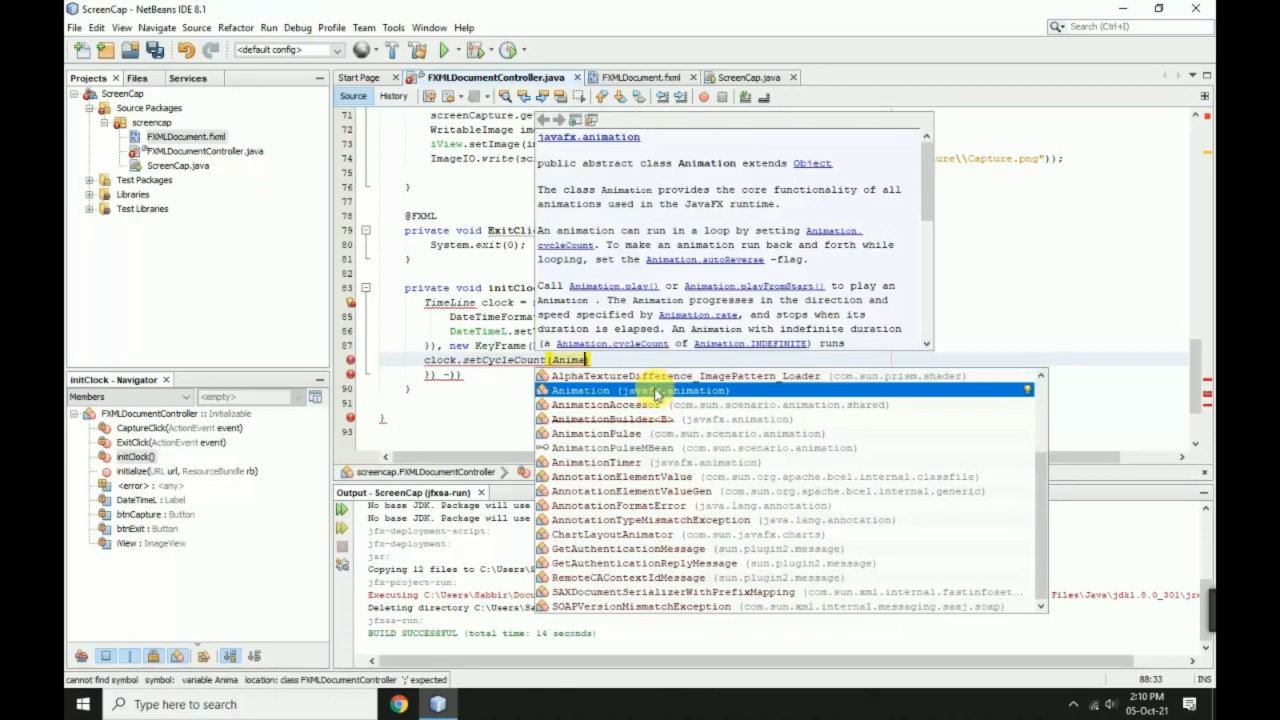 ScreenCap - NetBeans IDE 8.1
File Edit View Navigate Source Refactor Run Debug Profile Team Tools Window Help
Search (Ctrl+I)
<default config>
Projects Files Services
Start Page FXMLDocumentController.java FXMLDocument.fxml ScreenCap.java
Source History
ScreenCap
Source Packages
screencap
FXMLDocument.fxml
FXMLDocumentController.java
ScreenCap.java
Test Packages
Libraries
Test Libraries
71 screenCapture.ge
72 WritableImage im
73 iView.setImage(i
74 ImageIO.write(sc ure\\Capture.png"));
75
76 }
77
78 @FXML
79 private void ExitClic
80 System.exit(0);
81 }
82
83 private void initCloc
TimeLine clock =
85 DateTimeForma
86 DateTimeL.set
87 }), new KeyFrame(
clock.setCycleCount(Anima)
}) -))
90 }
91
}
93
javafx.animation
public abstract class Animation extends Object
The class Animation provides the core functionality of all
animations used in the JavaFX runtime.
An animation can run in a loop by setting Animation.
cycleCount. To make an animation run back and forth while
looping, set the Animation.autoReverse -flag.
Call Animation.play() or Animation.playFromStart() to play an
Animation . The Animation progresses in the direction and
speed specified by Animation.rate, and stops when its
duration is elapsed. An Animation with indefinite duration
(a Animation.cycleCount of Animation.INDEFINITE) runs
AlphaTextureDifference_ImagePattern_Loader (com.sun.prism.shader)
Animation (javafx.animation)
AnimationAccessor (com.sun.scenario.animation.shared)
AnimationBuilder<B> (javafx.animation)
AnimationPulse (com.sun.scenario.animation)
AnimationPulseMBean (com.sun.scenario.animation)
AnimationTimer (javafx.animation)
AnnotationElementValue (com.sun.org.apache.bcel.internal.classfile)
AnnotationElementValueGen (com.sun.org.apache.bcel.internal.generic)
AnnotationFormatError (java.lang.annotation)
AnnotationTypeMismatchException (java.lang.annotation)
ChartLayoutAnimator (com.sun.javafx.charts)
GetAuthenticationMessage (sun.plugin2.message)
GetAuthenticationReplyMessage (sun.plugin2.message)
RemoteCAContextIdMessage (sun.plugin2.message)
SAXDocumentSerializerWithPrefixMapping (com.sun.xml.internal.fastinfoset...
SOAPVersionMismatchException (com.sun.xml.internal.messaging.saaj.soap)
initClock - Navigator
Members <empty>
FXMLDocumentController :: Initializable
CaptureClick(ActionEvent event)
ExitClick(ActionEvent event)
initClock()
initialize(URL url, ResourceBundle rb)
<error> : <any>
DateTimeL : Label
btnCapture : Button
btnExit : Button
iView : ImageView
screencap.FXMLDocumentController
Output - ScreenCap (jfxsa-run)
No base JDK. Package will use
No base JDK. Package will use
jfx-deployment-script:
jfx-deployment:
jar:
Copying 12 files to C:\Users\S
jfx-project-run:
Executing C:\Users\Sabbir\Doc Files\Java\jdk1.8.0_301\jre
Deleting directory C:\Users\Sa
jfxsa-run:
BUILD SUCCESSFUL (total time: 14 seconds)
cannot find symbol symbol: variable Anima location: class FXMLDocumentController ';' expected
88:33 INS
Type here to search
2:10 PM
05-Oct-21